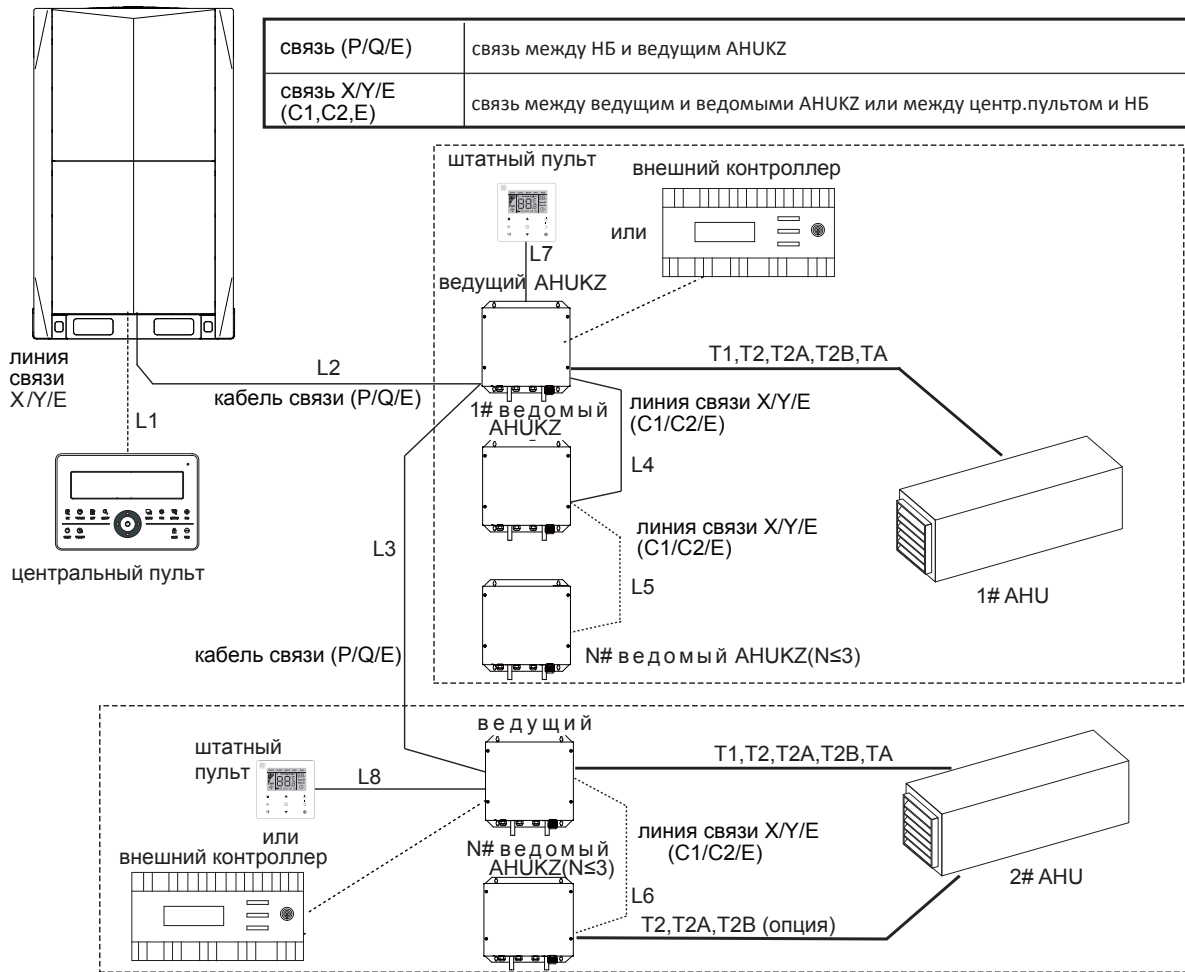 связь (P/Q/E)
связь между НБ и ведущим AHUKZ
связь X/Y/E
(C1,C2,E)
связь между ведущим и ведомыми AHUKZ или между центр.пультом и НБ
штатный пульт
внешний контроллер
или
L7
ведущий AHUKZ
линия
связи
X/Y/E
L1
L2
кабель связи (P/Q/E)
T1,T2,T2A,T2B,TA
1# ведомый
AHUKZ
линия связи X/Y/E
(C1/C2/E)
L4
L3
линия связи X/Y/E
(C1/C2/E)
L5
центральный пульт
1# AHU
кабель связи (P/Q/E)
N# ведомый AHUKZ(N≤3)
ведущий
штатный
пульт
L8
T1,T2,T2A,T2B,TA
или
внешний контроллер
линия связи X/Y/E
(C1/C2/E)
N# ведомый
AHUKZ(N≤3)
L6
2# AHU
T2,T2A,T2B (опция)